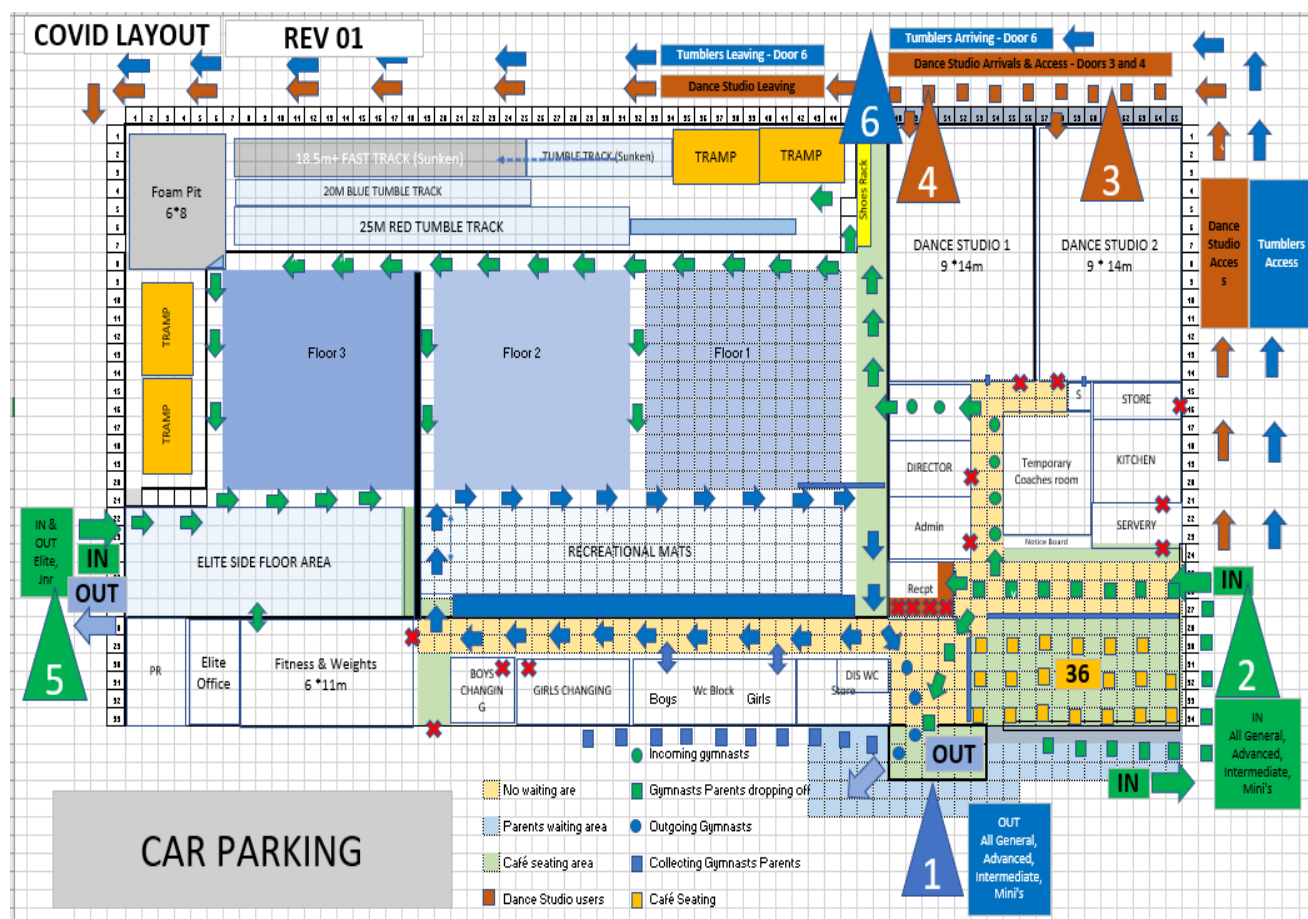 COVID LAYOUT
REV 01
Tumblers Leaving - Door 6
Dance Studio Leaving
Tumblers Arriving - Door 6
Dance Studio Arrivals & Access - Doors 3 and 4
6
4
3
18.5m+ FAST TRACK (Sunken)
TUMBLE TRACK (Sunken)
TRAMP
TRAMP
Foam Pit
6*8
20M BLUE TUMBLE TRACK
25M RED TUMBLE TRACK
Shoes Rack
DANCE STUDIO 1
9 *14m
DANCE STUDIO 2
9 * 14m
Dance
Studio
Acces
s
Tumblers
Access
TRAMP
TRAMP
Floor 3
Floor 2
Floor 1
S
STORE
DIRECTOR
Temporary
Coaches room
KITCHEN
Admin
SERVERY
Notice Board
IN &
OUT
Elite,
Jnr
IN
OUT
5
ELITE SIDE FLOOR AREA
RECREATIONAL MATS
Recpt
IN
2
PR
Elite
Office
Fitness & Weights
6 *11m
BOYS
CHANGIN
G
GIRLS CHANGING
Wc Block
Boys
Girls
DIS WC
Store
36
OUT
IN
IN
All General,
Advanced,
Intermediate,
Mini's
1
OUT
All General,
Advanced,
Intermediate,
Mini's
CAR PARKING
No waiting are
Parents waiting area
Café seating area
Dance Studio users
Incoming gymnasts
Gymnasts Parents dropping off
Outgoing Gymnasts
Collecting Gymnasts Parents
Café Seating